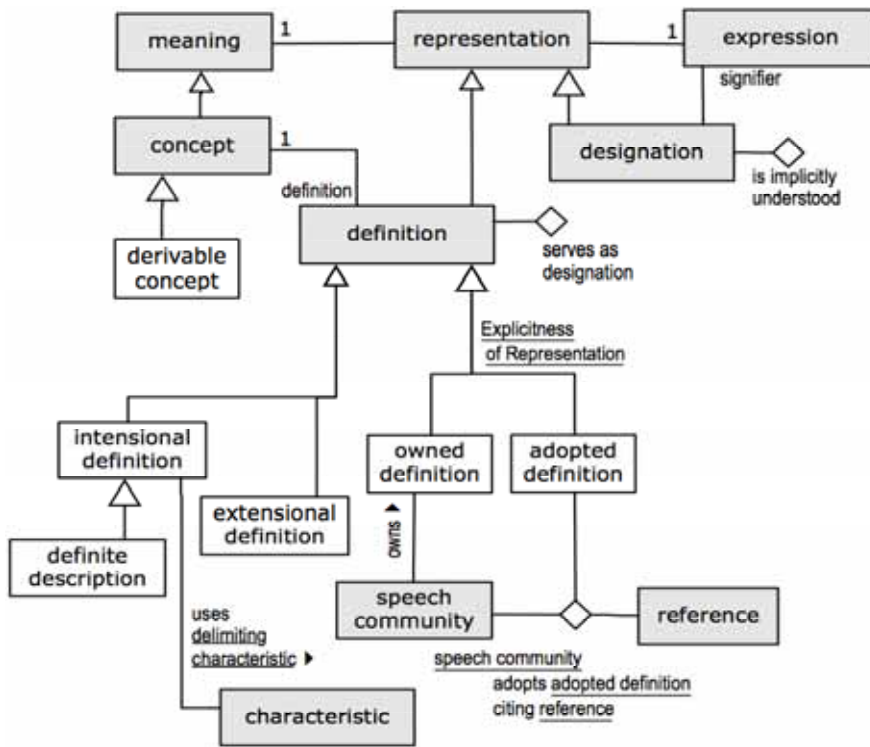 meaning
1
representation
1
expression
signifier
concept
1
designation
definition
is implicitly
understood
definition
serves as
designation
derivable
concept
Explicitness
of Representation
intensional
definition
owned
definition
adopted
definition
extensional
definition
owns
definite
description
speech
community
reference
uses
delimiting
characteristic
speech community
adopts adopted definition
citing reference
characteristic